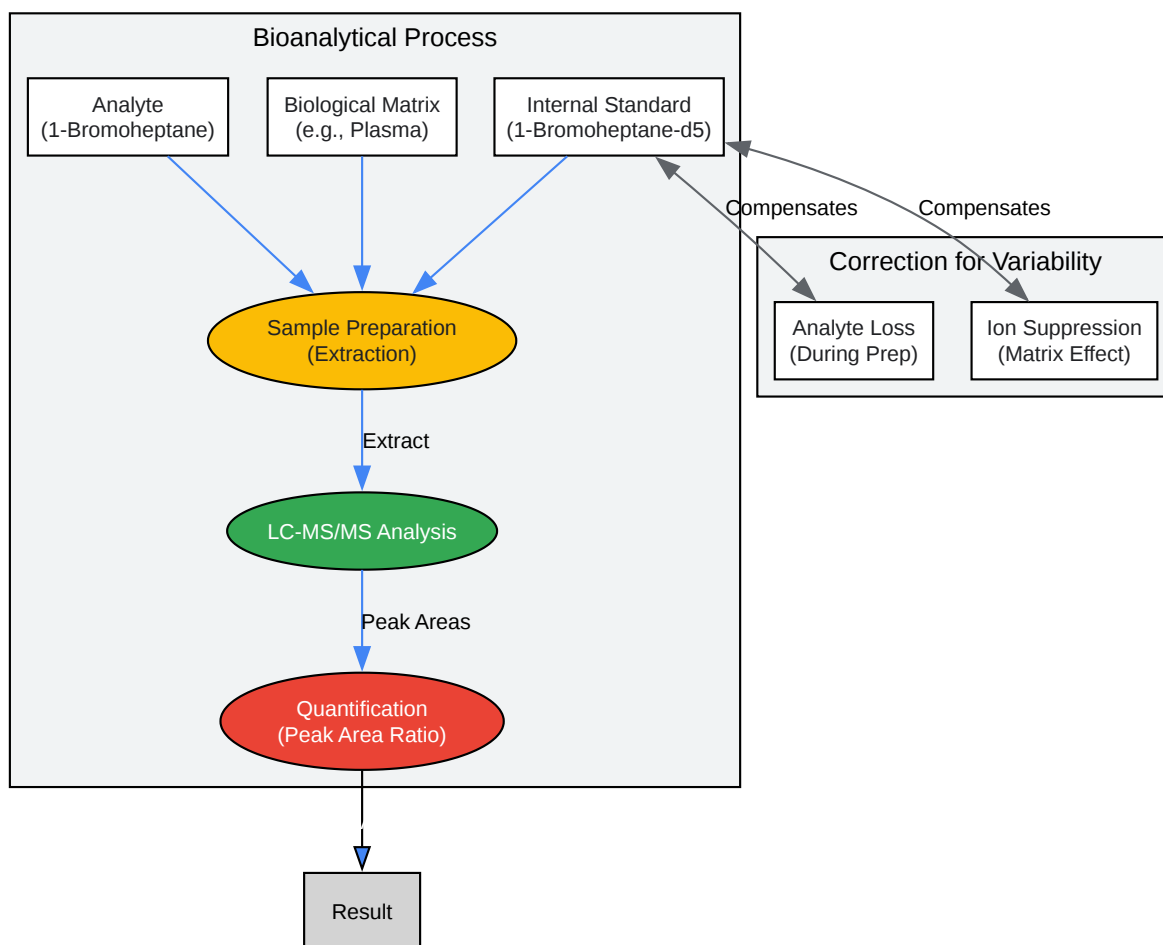 Bioanalytical Process
Analyte
(1-Bromoheptane)
Biological Matrix
(e.g., Plasma)
Internal Standard
(1-Bromoheptane-d5)
Compensates
Compensates
Correction for Variability
Analyte Loss
(During Prep)
Ion Suppression
(Matrix Effect)
Sample Preparation
(Extraction)
Extract
LC-MS/MS Analysis
Peak Areas
Quantification
(Peak Area Ratio)
Result